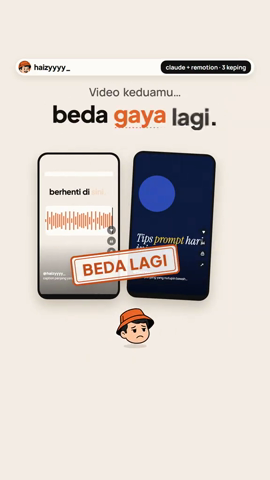 haizyyyy_
claude + remotion · 3 keping
Video keduamu...
beda gaya lagi.
berhenti di
Tips prompt hari
BEDA LAGI